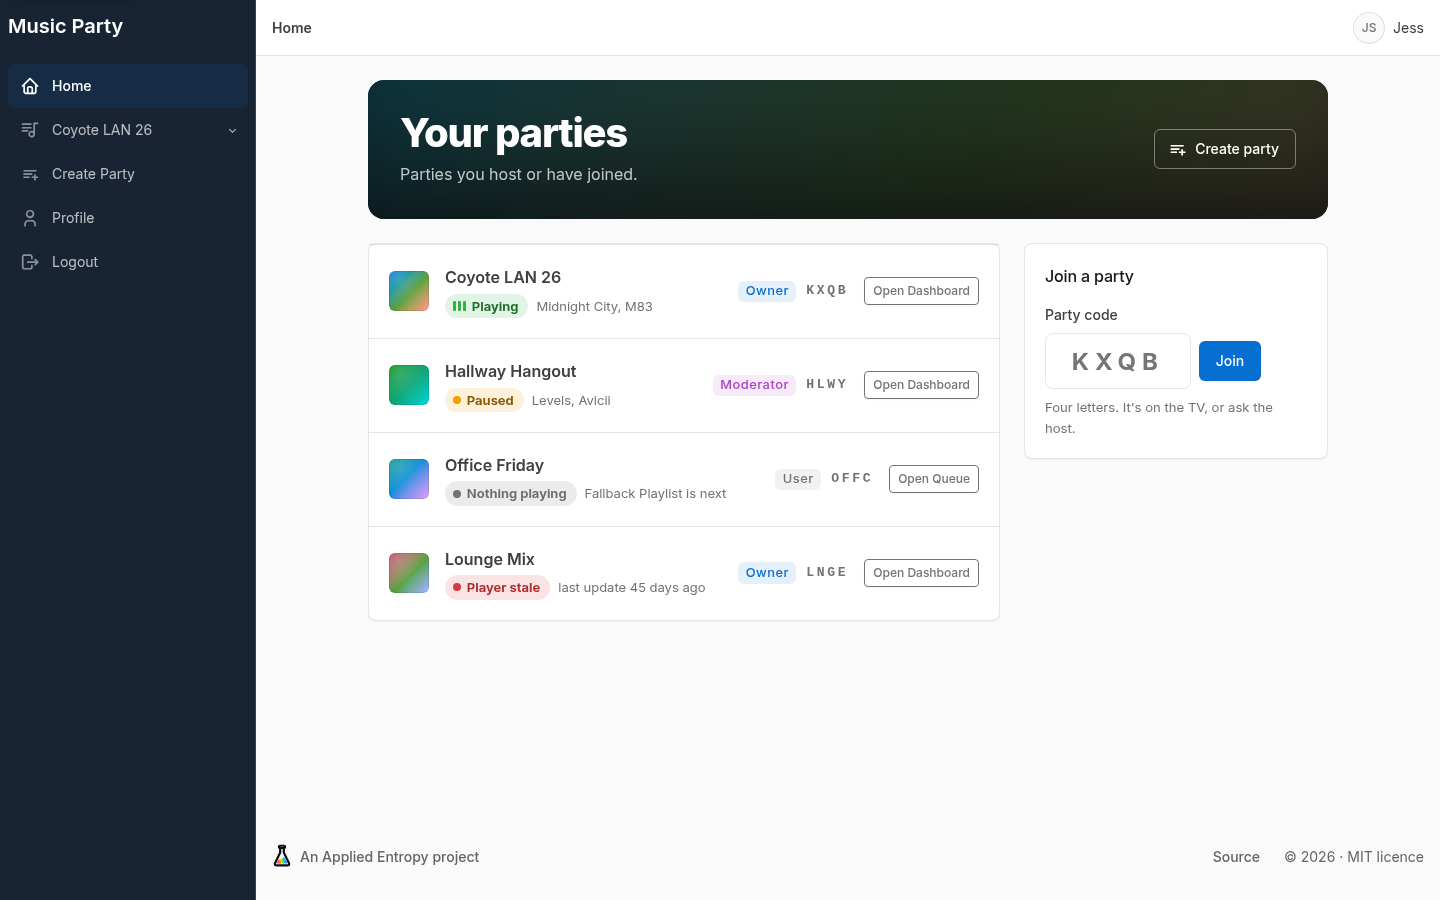 Music Party
Home
Coyote LAN 26
Create Party
Profile
Logout
Home
JS Jess
Your parties
Parties you host or have joined.
Create party
Coyote LAN 26
Playing Midnight City, M83
Owner KXQB Open Dashboard
Hallway Hangout
Paused Levels, Avicii
Moderator HLWY Open Dashboard
Office Friday
Nothing playing Fallback Playlist is next
User OFFC Open Queue
Lounge Mix
Player stale last update 45 days ago
Owner LNGE Open Dashboard
Join a party
Party code
KXQB Join
Four letters. It's on the TV, or ask the
host.
An Applied Entropy project
Source © 2026 · MIT licence